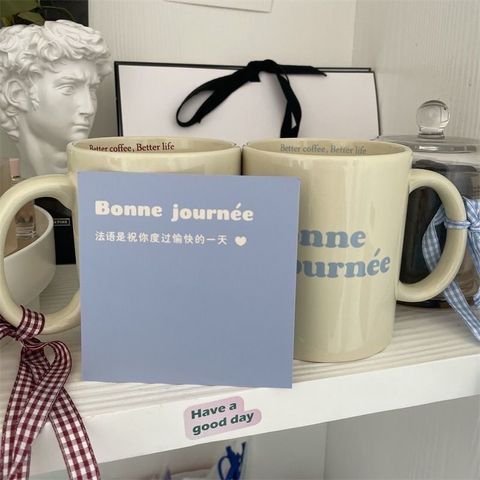 Better coffee, Better life
Better coffee, Better life
Bonne journée
法语是祝你度过愉快的一天
nne
ournée
Have a
good day